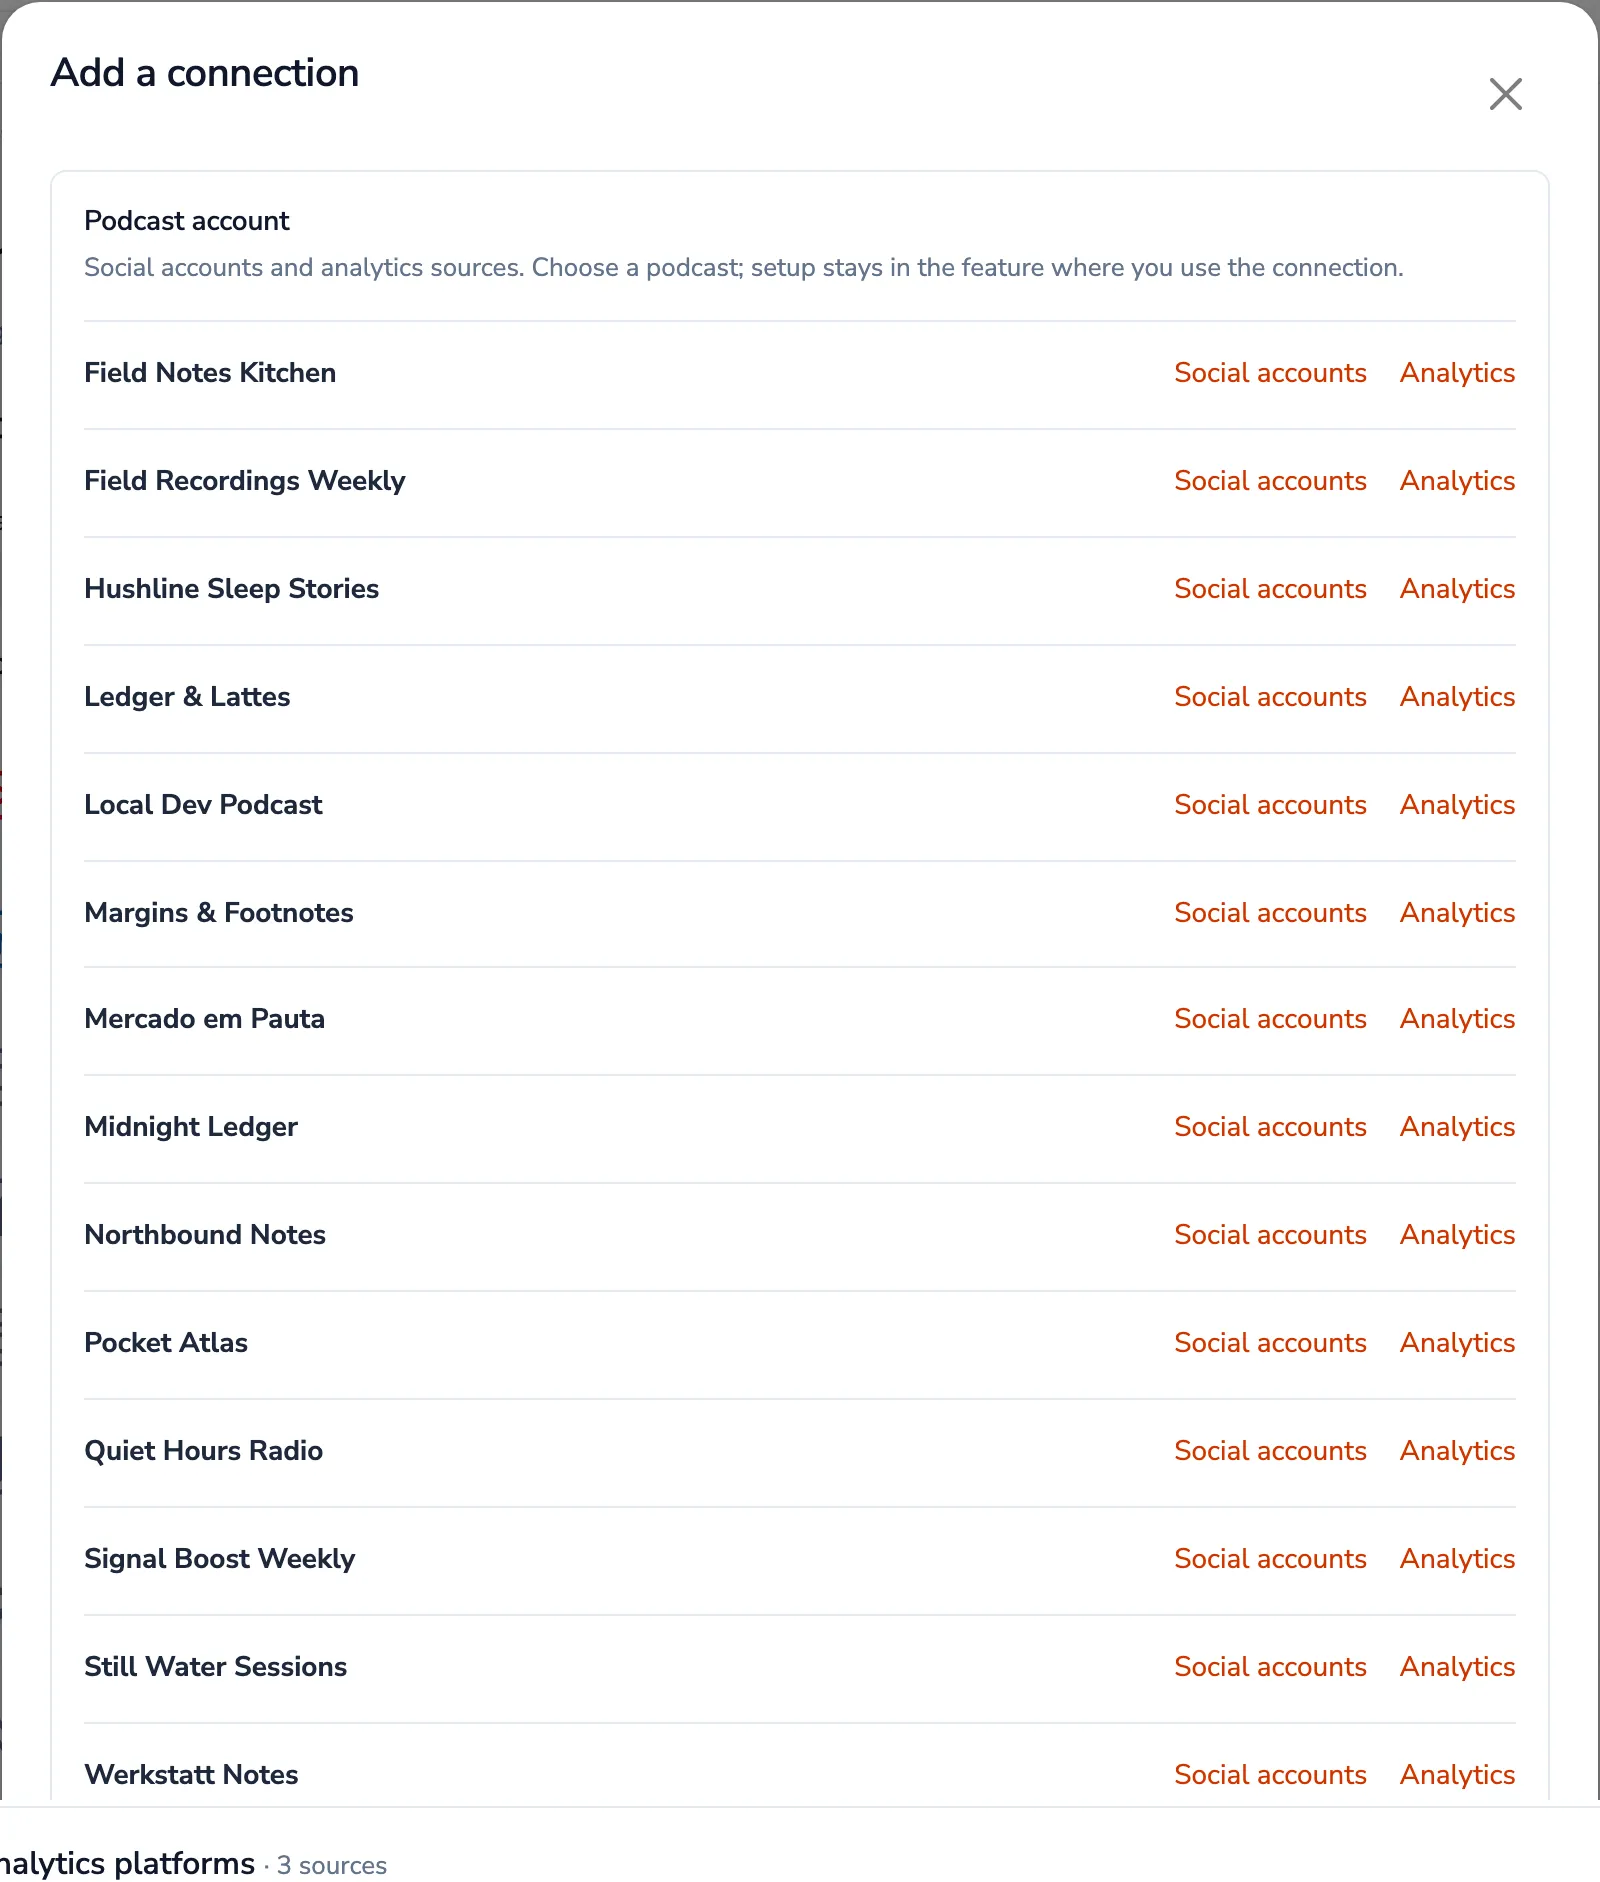 Add a connection
Podcast account
Social accounts and analytics sources. Choose a podcast; setup stays in the feature where you use the connection.
Field Notes Kitchen Social accounts Analytics
Field Recordings Weekly Social accounts Analytics
Hushline Sleep Stories Social accounts Analytics
Ledger & Lattes Social accounts Analytics
Local Dev Podcast Social accounts Analytics
Margins & Footnotes Social accounts Analytics
Mercado em Pauta Social accounts Analytics
Midnight Ledger Social accounts Analytics
Northbound Notes Social accounts Analytics
Pocket Atlas Social accounts Analytics
Quiet Hours Radio Social accounts Analytics
Signal Boost Weekly Social accounts Analytics
Still Water Sessions Social accounts Analytics
Werkstatt Notes Social accounts Analytics
nalytics platforms · 3 sources